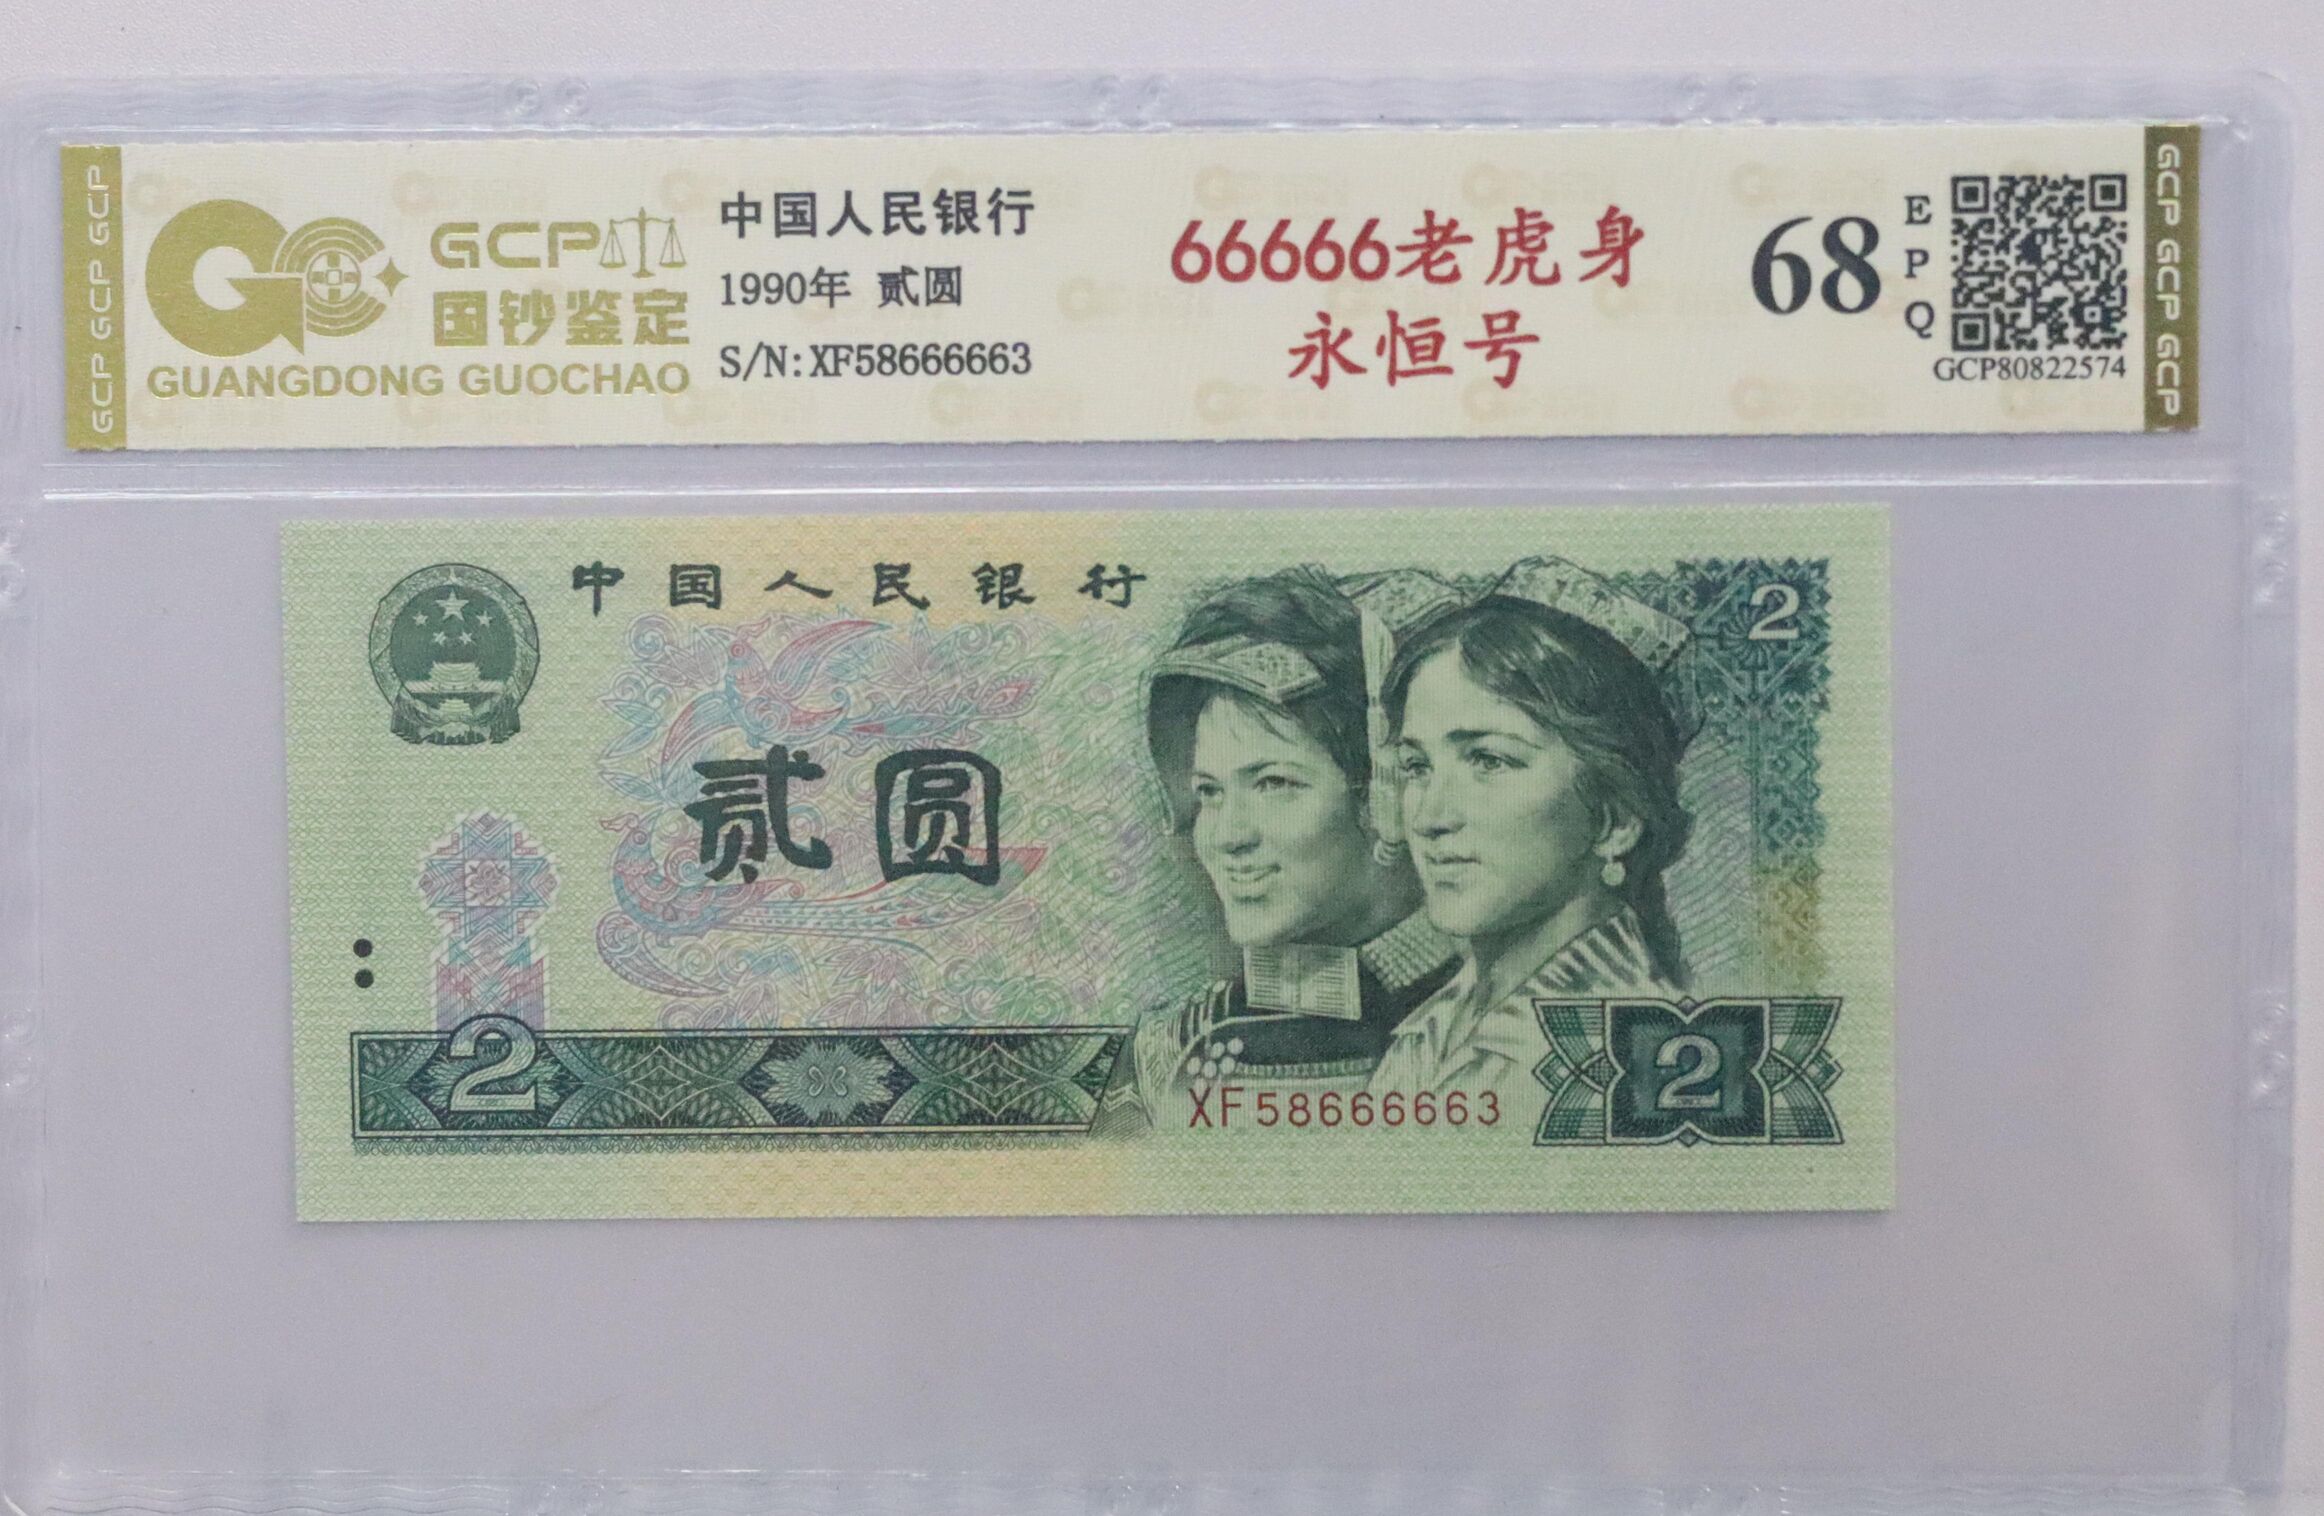 GCP GCP GCP
GCP
国钞鉴定
GUANGDONG GUOCHAO
中国人民银行
1990年 贰圆
S/N:XF58666663
66666老虎身
永恒号
68
EPQ
GCP80822574
GCP GCP GCP
中国人民银行
2
贰圆
2
XF58666663
2